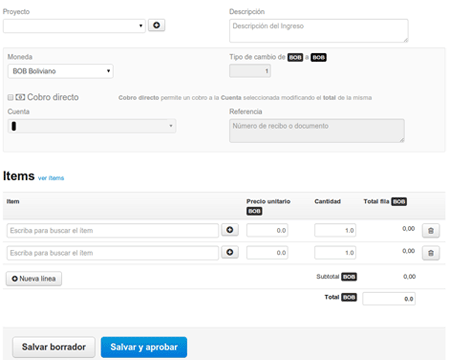 Proyecto Descripción
Descripción del Ingreso
Moneda Tipo de cambio de BOB a BOB
BOB Boliviano 1
Cobro directo Cobro directo permite un cobro a la Cuenta seleccionada modificando el total de la misma
Cuenta Referencia
Número de recibo o documento
Items ver items
Item Precio unitario BOB Cantidad Total fila BOB
Escriba para buscar el ítem 0.0 1.0 0,00
Escriba para buscar el ítem 0.0 1.0 0,00
Nueva línea Subtotal BOB 0,00
Total BOB 0.0
Salvar borrador Salvar y aprobar